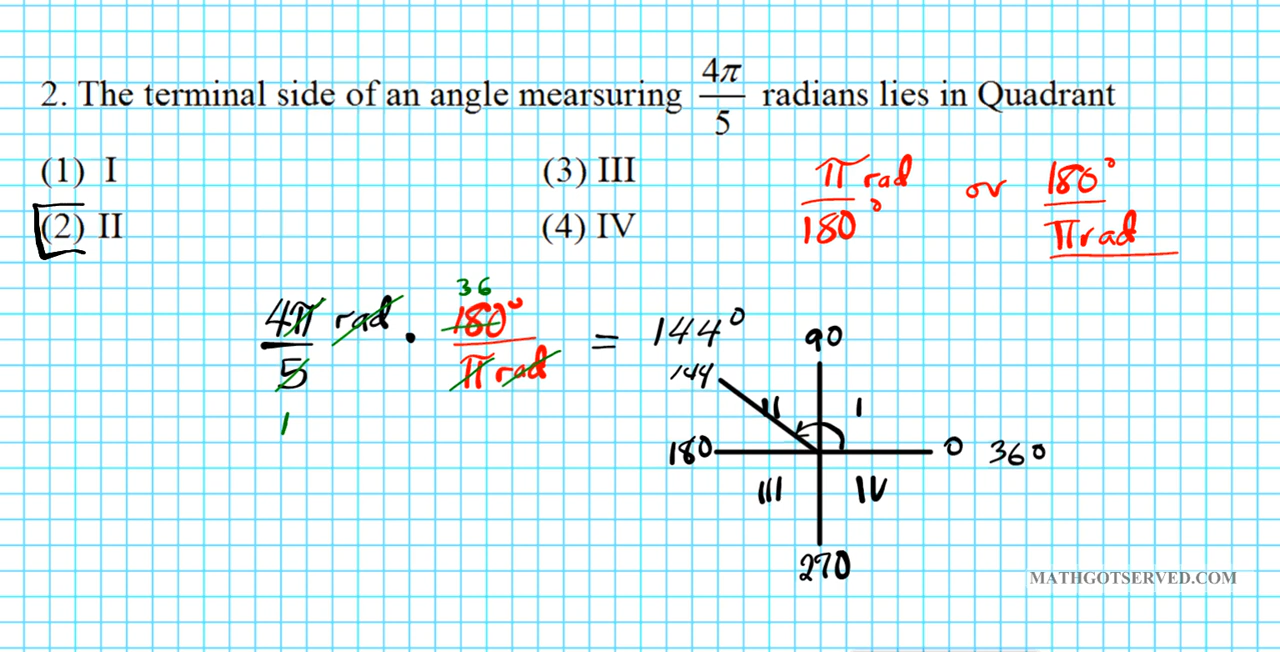 2. The terminal side of an angle mearsuring 4π/5 radians lies in Quadrant
(1) I (3) III
(2) II (4) IV
π rad/180° or 180°/π rad
4π rad/5 · 36 180°/π rad = 144°
1
90
144
II I
180 0 360
III IV
270
MATHGOTSERVED.COM